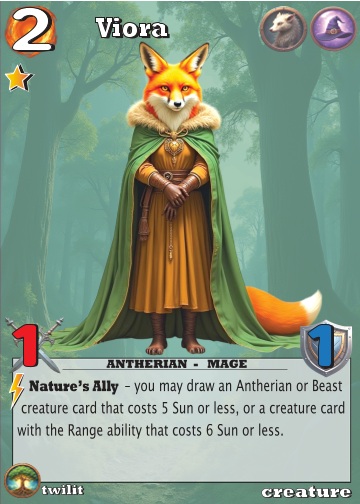 2
Viora
1
1
ANTHERIAN - MAGE
Nature's Ally - you may draw an Antherian or Beast
creature card that costs 5 Sun or less, or a creature card
with the Range ability that costs 6 Sun or less.
twilit
creature